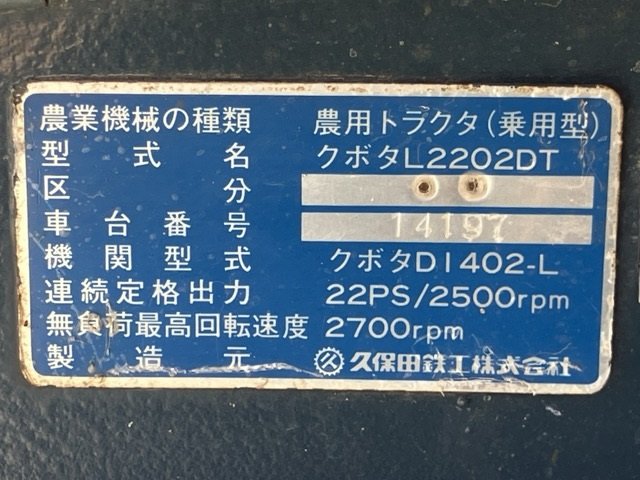 農業機械の種類 農用トラクタ(乗用型)
型式名 クボタL2202DT
区分
車台番号 14197
機関型式 クボタD1402-L
連続定格出力 22PS/2500rpm
無負荷最高回転速度 2700rpm
製造元 久保田鉄工株式会社